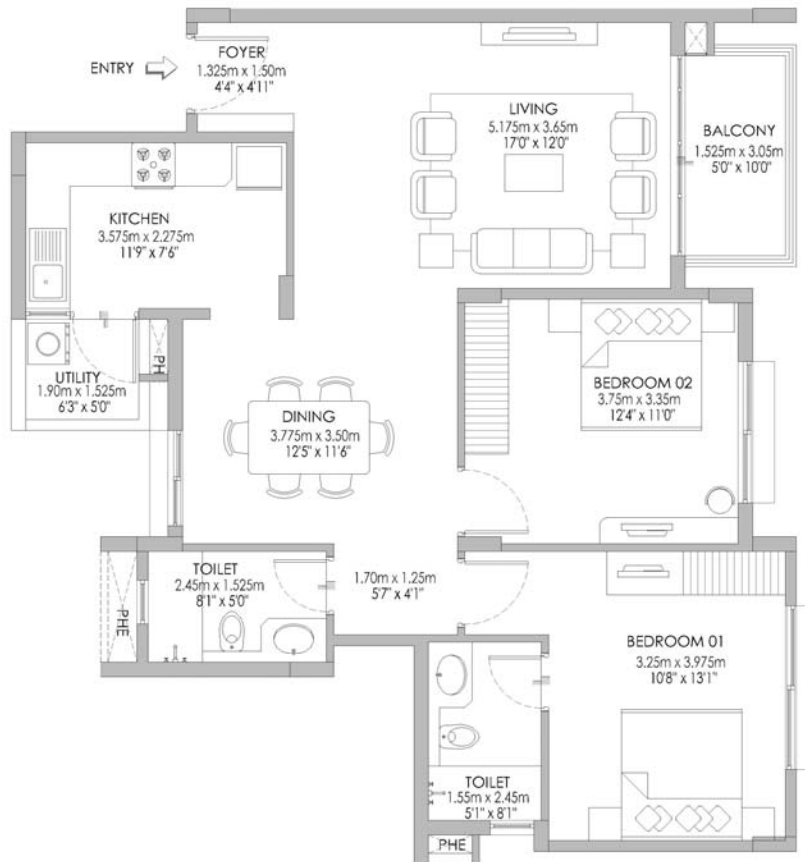 FOYER
1.325m x 1.50m
4'4" x 4'11"
ENTRY
LIVING
5.175m x 3.65m
17'0" x 12'0"
BALCONY
1.525m x 3.05m
5'0" x 10'0"
KITCHEN
3.575m x 2.275m
11'9" x 7'6"
PH
UTILITY
1.90m x 1.525m
6'3" x 5'0"
BEDROOM 02
3.75m x 3.35m
12'4" x 11'0"
DINING
3.775m x 3.50m
12'5" x 11'6"
TOILET
2.45m x 1.525m
8'1" x 5'0"
1.70m x 1.25m
5'7" x 4'1"
PHE
BEDROOM 01
3.25m x 3.975m
10'8" x 13'1"
TOILET
1.55m x 2.45m
5'1" x 8'1"
PHE